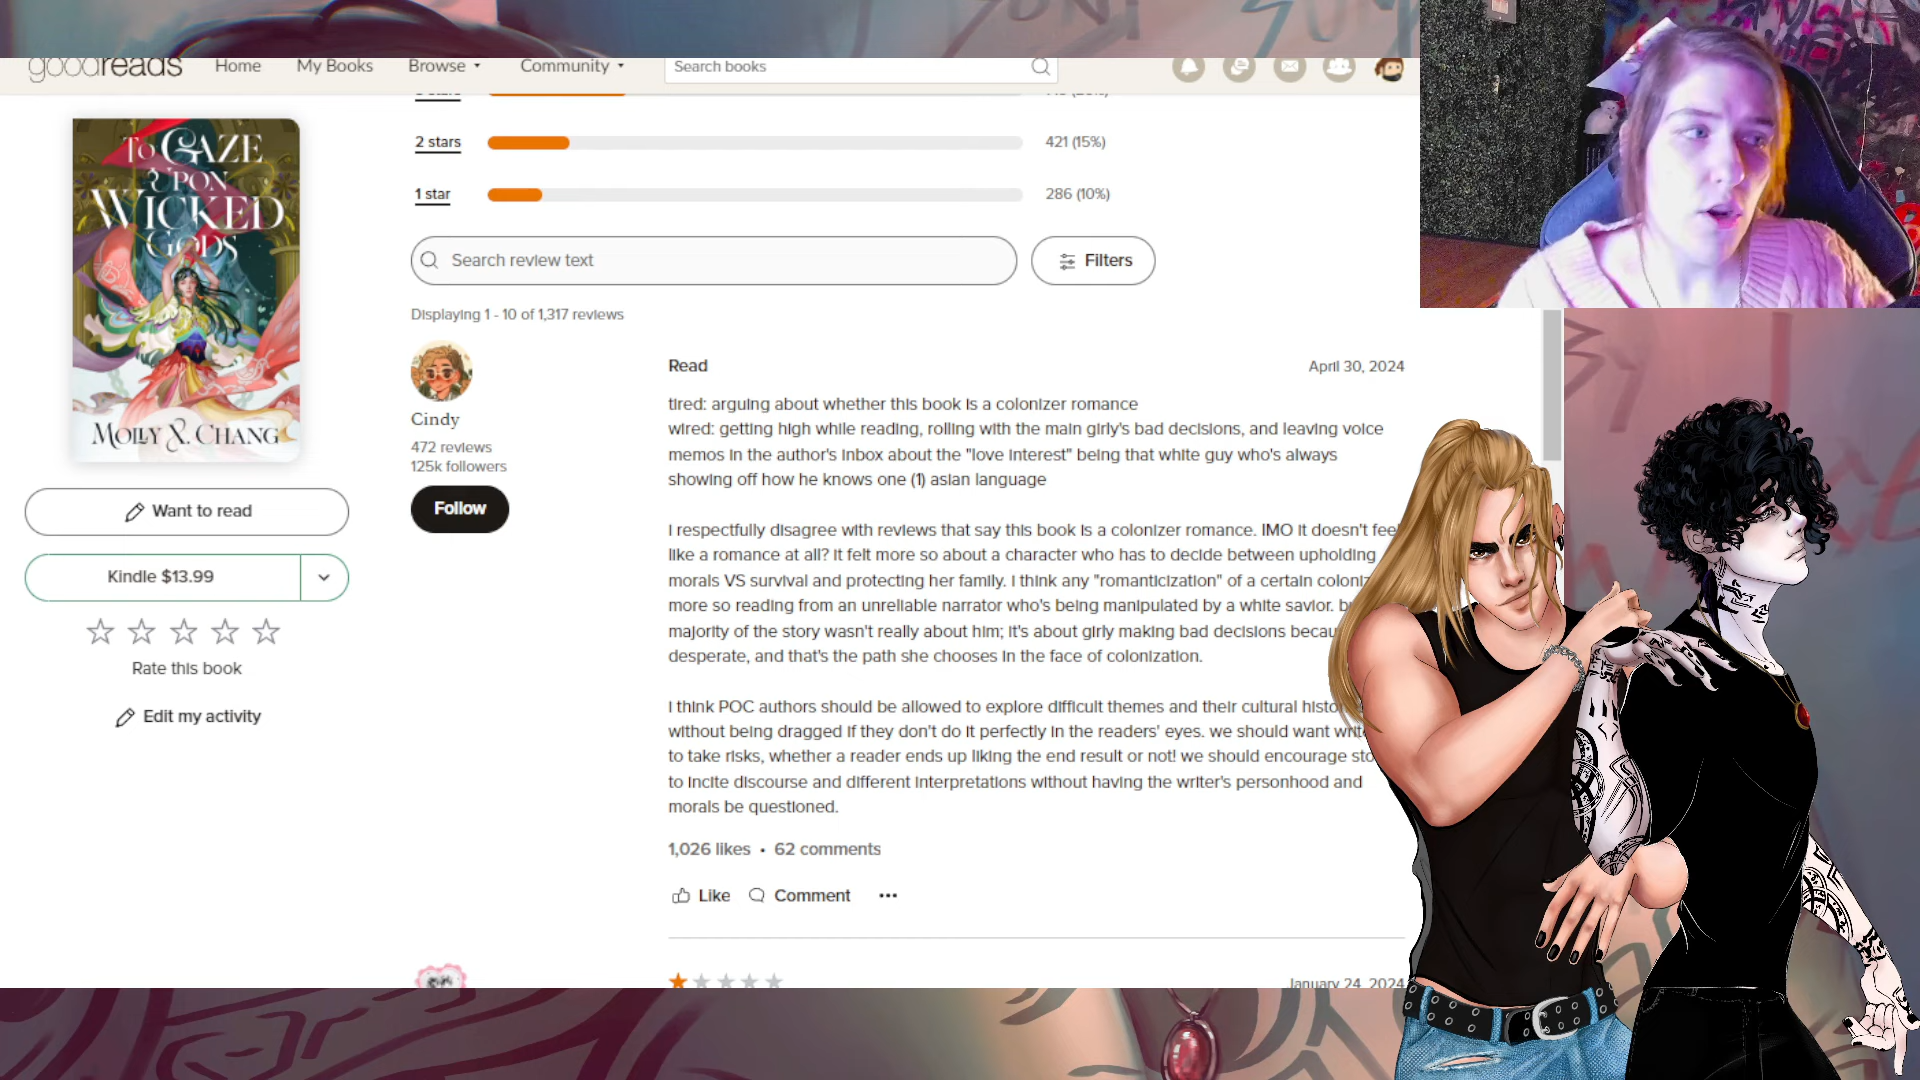 goodreads
Home
My Books
Browse
Community
Search books
TO GAZE
UPON
WICKED
GODS
MOLLY X. CHANG
Want to read
Kindle $13.99
Rate this book
Edit my activity
2 stars
421 (15%)
1 star
286 (10%)
Search review text
Filters
Displaying 1 - 10 of 1,317 reviews
Cindy
472 reviews
125k followers
Follow
Read
April 30, 2024
tired: arguing about whether this book is a colonizer romance
wired: getting high while reading, rolling with the main girly's bad decisions, and leaving voice
memos in the author's inbox about the "love interest" being that white guy who's always
showing off how he knows one (1) asian language
I respectfully disagree with reviews that say this book is a colonizer romance. IMO it doesn't feel
like a romance at all? it felt more so about a character who has to decide between upholding
morals VS survival and protecting her family. I think any "romanticization" of a certain
more so reading from an unreliable narrator who's being manipulated by a white savior.
majority of the story wasn't really about him; it's about girly making bad decisions
desperate, and that's the path she chooses in the face of colonization.
I think POC authors should be allowed to explore difficult themes and their cultural
without being dragged if they don't do it perfectly in the readers' eyes. we should want
to take risks, whether a reader ends up liking the end result or not! we should encourage
to incite discourse and different interpretations without having the writer's personhood and
morals be questioned.
1,026 likes • 62 comments
Like
Comment
January 24, 2024